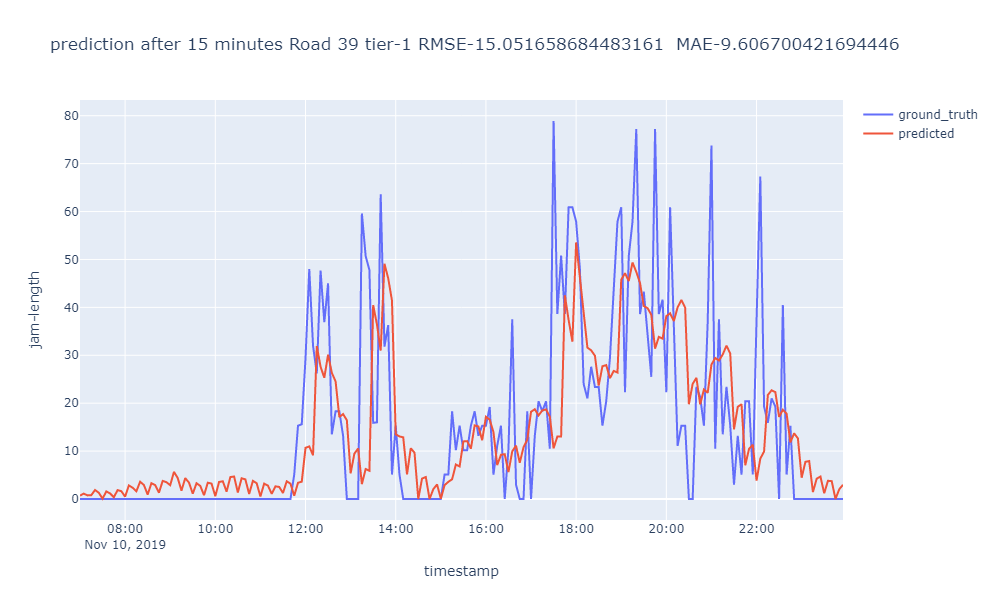 prediction after 15 minutes Road 39 tier-1 RMSE-15.051658684483161  MAE-9.606700421694446
ground_truth
predicted
80
70
60
50
40
30
20
10
0
jam-length
08:00 10:00 12:00 14:00 16:00 18:00 20:00 22:00
Nov 10, 2019
timestamp